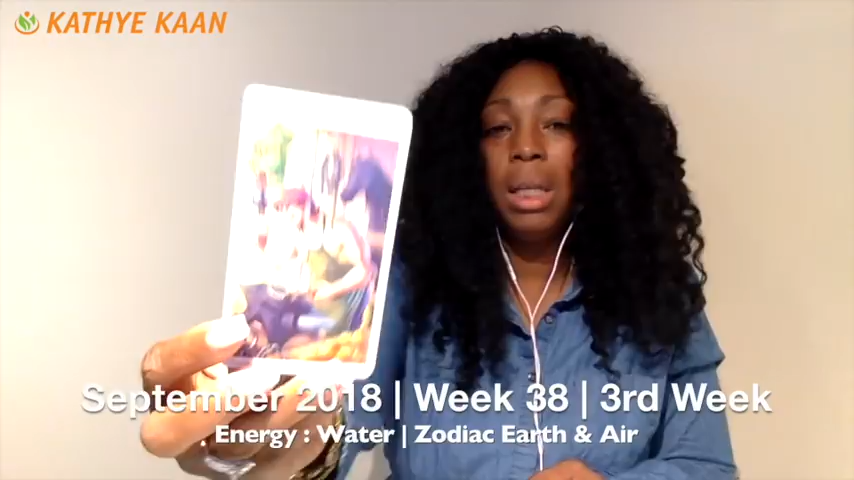 KATHYE KAAN
September 2018 | Week 38 | 3rd Week
Energy : Water | Zodiac Earth & Air